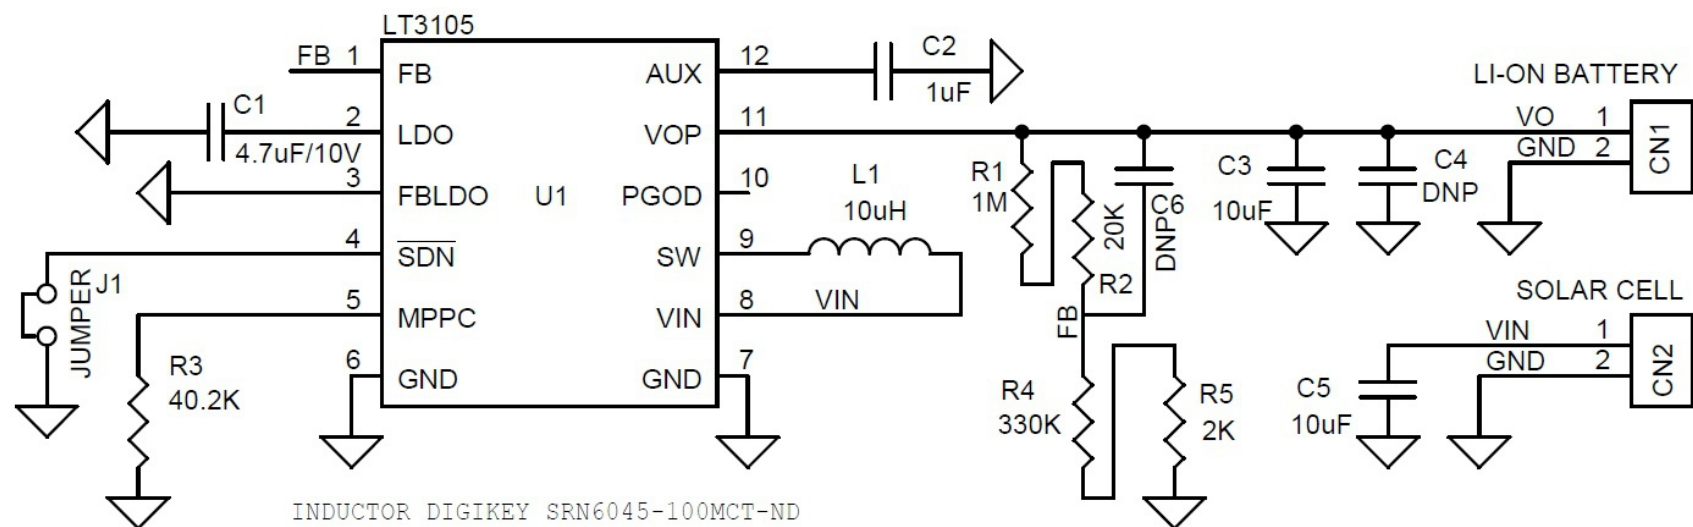 LT3105
FB 1
FB
C1
4.7uF/10V
2
LDO
3
FBLDO
4
SDN
J1
JUMPER
5
MPPC
R3
40.2K
6
GND
U1
AUX
12
C2
1uF
VOP
11
PGOD
10
SW
9
L1
10uH
VIN
8
VIN
GND
7
R1
1M
20K
R2
C6
DNP
FB
R4
330K
R5
2K
C3
10uF
C4
DNP
LI-ON BATTERY
VO 1
GND 2
CN1
SOLAR CELL
VIN 1
GND 2
CN2
C5
10uF
INDUCTOR DIGIKEY SRN6045-100MCT-ND